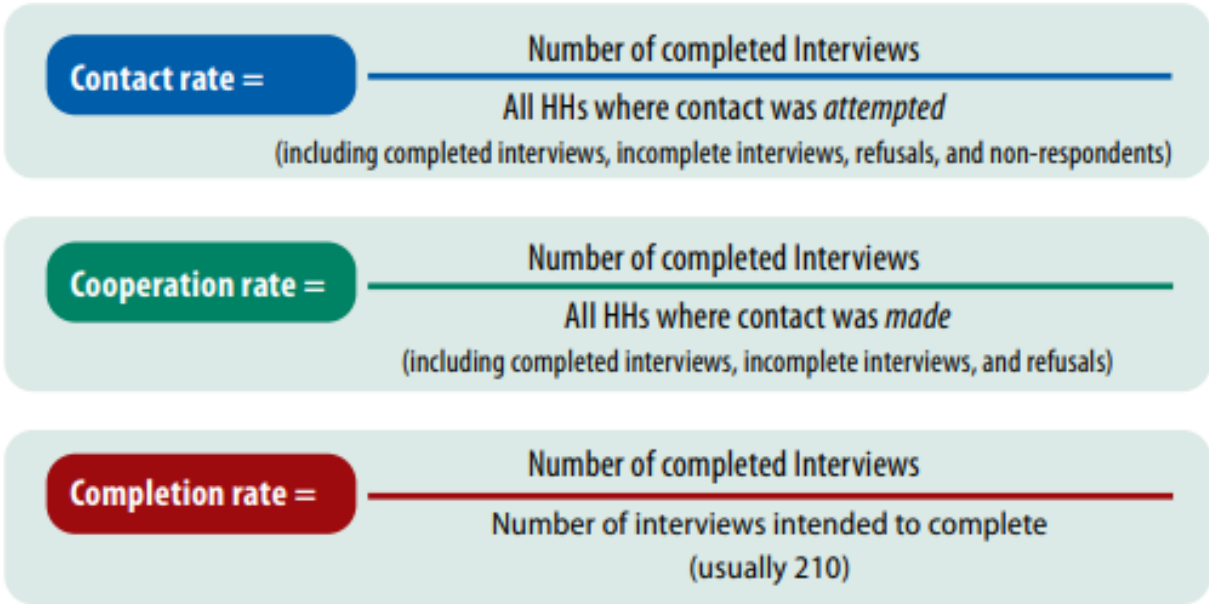 Number of completed Interviews
Contact rate =
All HHs where contact was attempted
(including completed interviews, incomplete interviews, refusals, and non-respondents)
Number of completed Interviews
Cooperation rate =
All HHs where contact was made
(including completed interviews, incomplete interviews, and refusals)
Number of completed Interviews
Completion rate =
Number of interviews intended to complete
(usually 210)